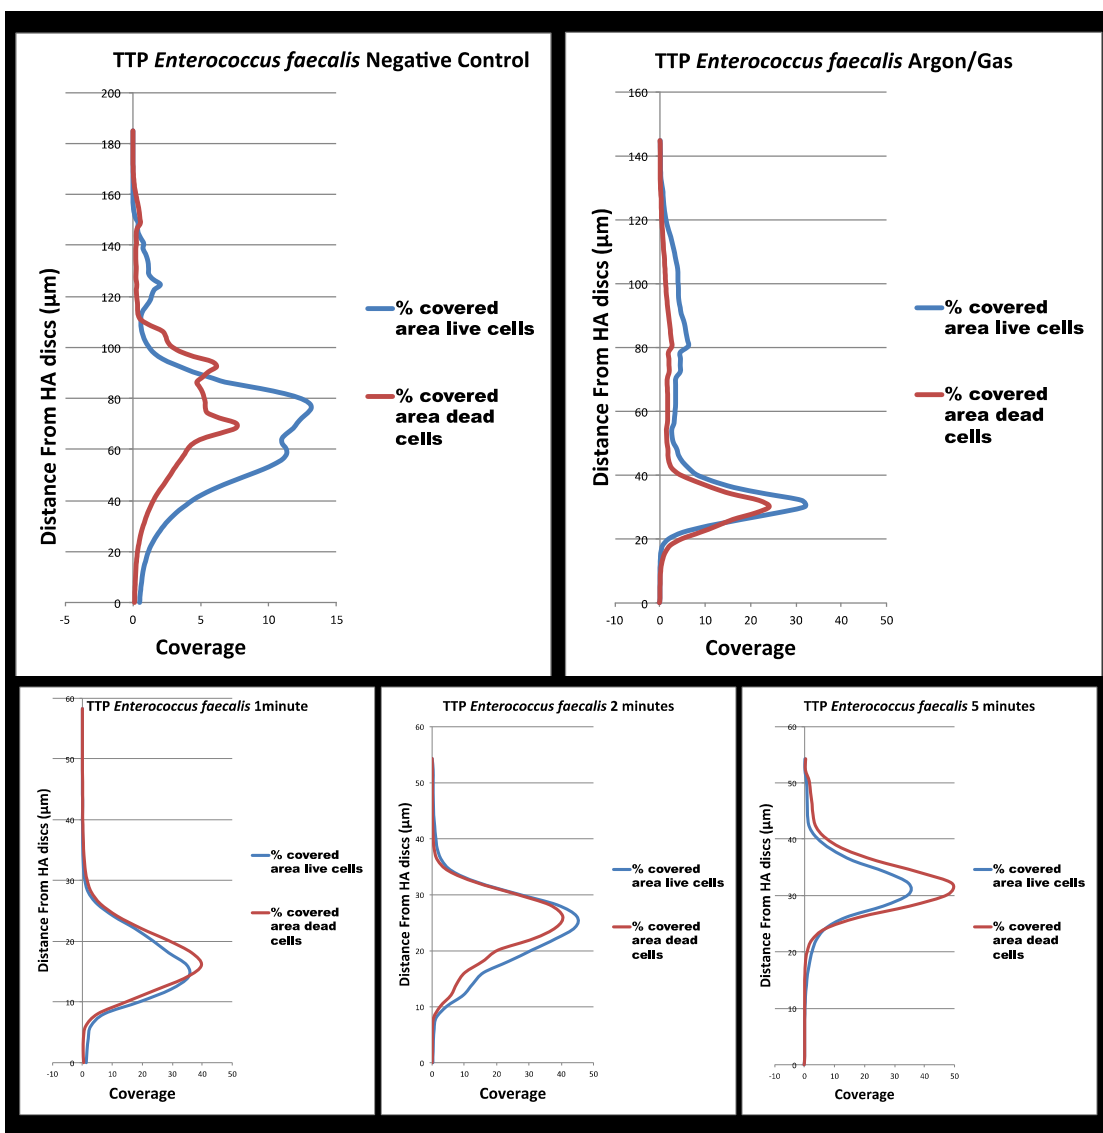 TTP Enterococcus faecalis Negative Control
200
180
160
140
120
100
80
60
40
20
0
-5
0
5
10
15
Distance From HA discs (µm)
Coverage
% covered
area live cells
% covered
area dead
cells
TTP Enterococcus faecalis Argon/Gas
160
140
120
100
80
60
40
20
0
-10
0
10
20
30
40
50
Distance From HA discs (µm)
Coverage
% covered
area live cells
% covered
area dead
cells
TTP Enterococcus faecalis 1minute
60
50
40
30
20
10
0
-10
0
10
20
30
40
50
Distance From HA discs (µm)
Coverage
% covered
area live cells
% covered
area dead
cells
TTP Enterococcus faecalis 2 minutes
60
50
40
30
20
10
0
0
10
20
30
40
50
Distance From HA discs (µm)
Coverage
% covered
area live cells
% covered
area dead
cells
TTP Enterococcus faecalis 5 minutes
60
50
40
30
20
10
0
-10
0
10
20
30
40
50
Distance From HA discs (µm)
Coverage
% covered
area live cells
% covered
area dead
cells